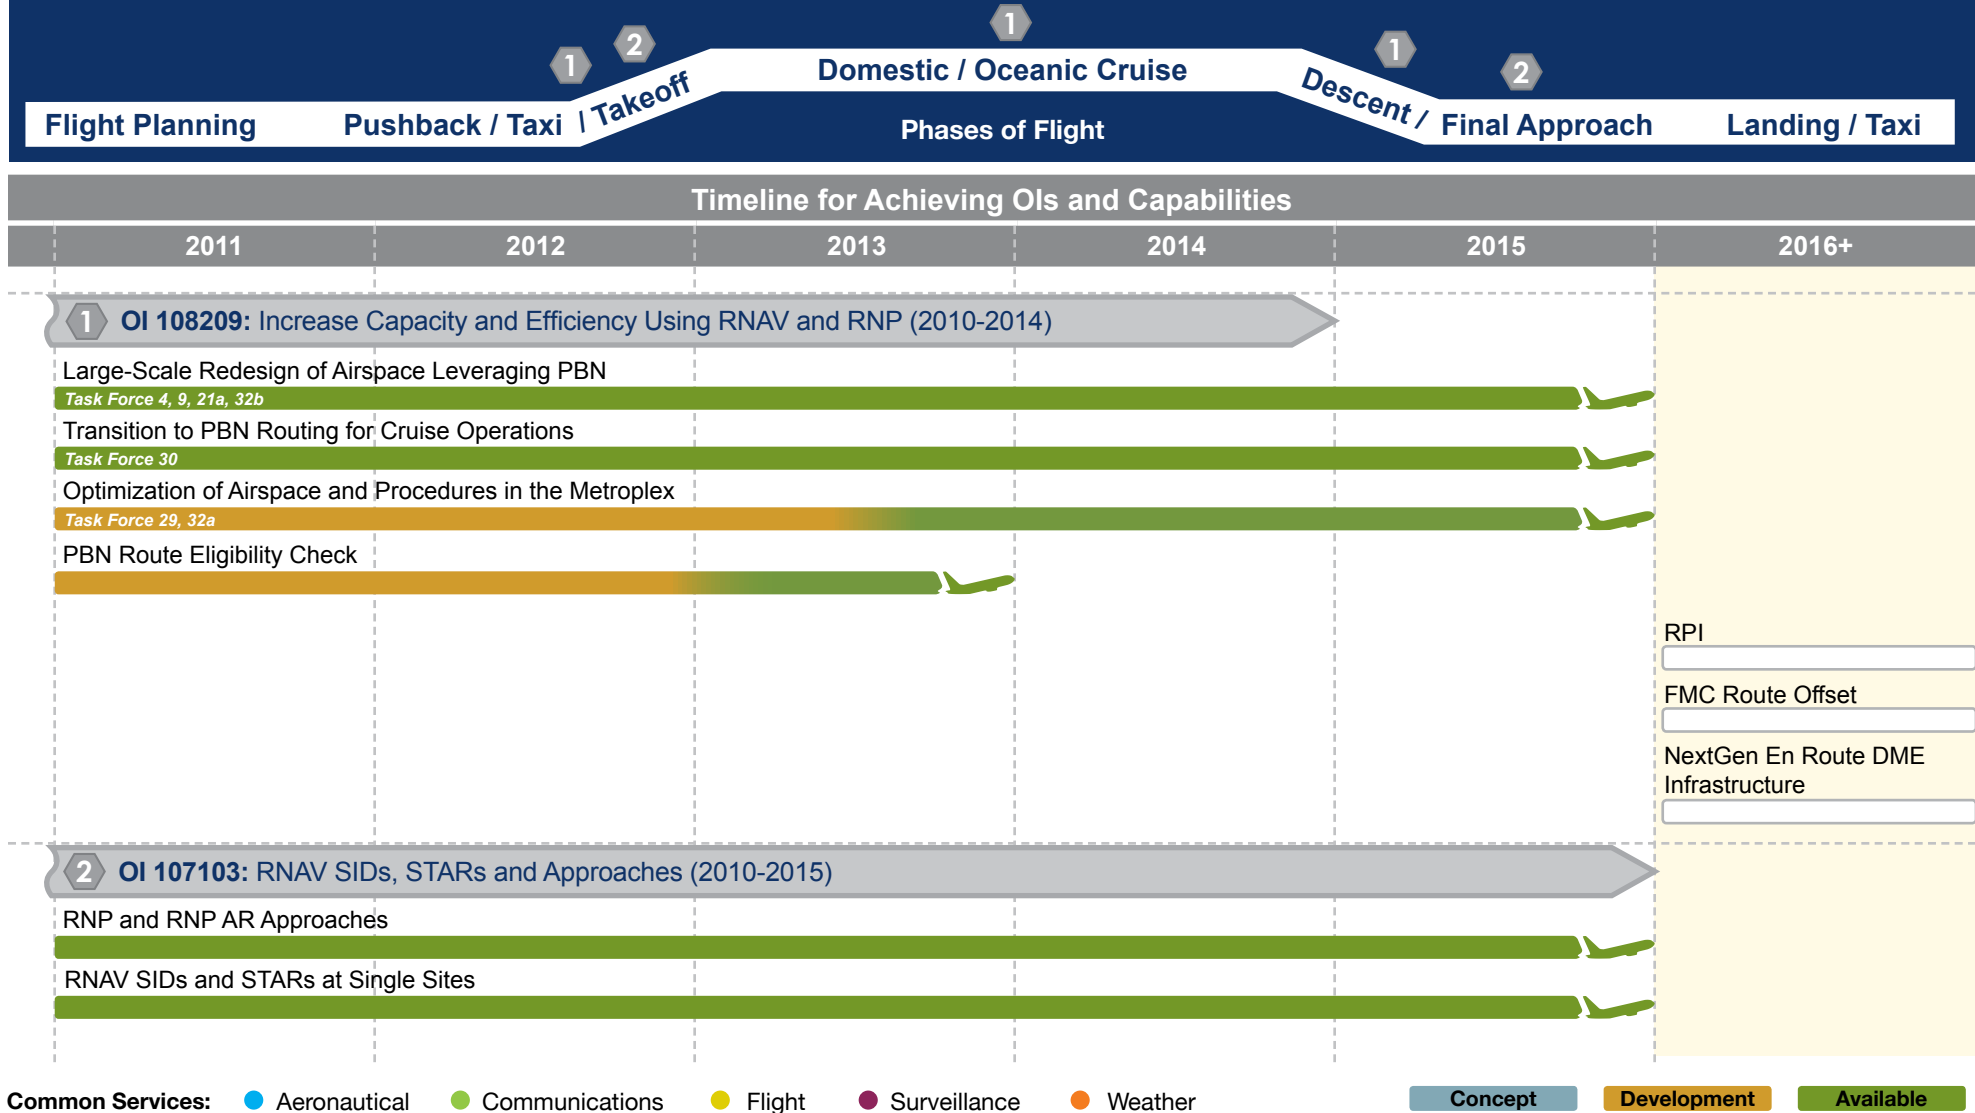 1
2
1
1
2
Flight Planning
Pushback / Taxi / Takeoff
Domestic / Oceanic Cruise
Descent / Final Approach
Landing / Taxi
Phases of Flight
Timeline for Achieving OIs and Capabilities
2011 2012 2013 2014 2015 2016+
1 OI 108209: Increase Capacity and Efficiency Using RNAV and RNP (2010-2014)
Large-Scale Redesign of Airspace Leveraging PBN
Task Force 4, 9, 21a, 32b
Transition to PBN Routing for Cruise Operations
Task Force 30
Optimization of Airspace and Procedures in the Metroplex
Task Force 29, 32a
PBN Route Eligibility Check
RPI
FMC Route Offset
NextGen En Route DME
Infrastructure
2 OI 107103: RNAV SIDs, STARs and Approaches (2010-2015)
RNP and RNP AR Approaches
RNAV SIDs and STARs at Single Sites
Common Services: Aeronautical Communications Flight Surveillance Weather Concept Development Available